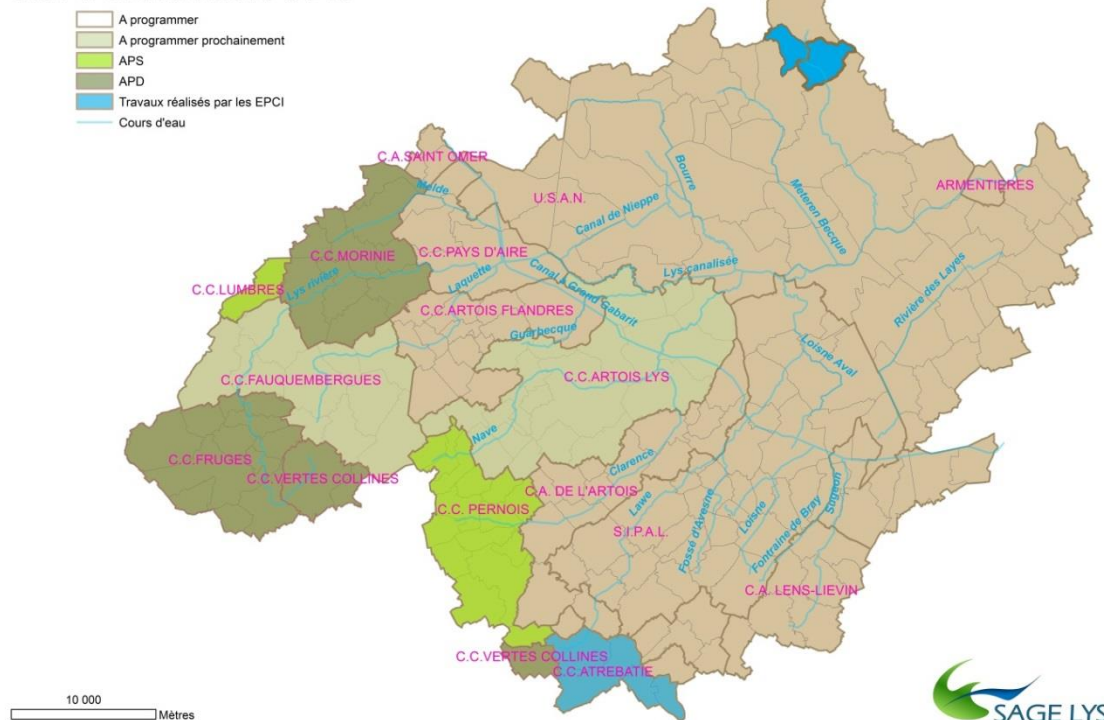 A programmer
A programmer prochainement
APS
APD
Travaux réalisés par les EPCI
Cours d'eau
C.A.SAINT OMER
Melde
U.S.A.N.
Bourre
Canal de Nieppe
Meteren Becque
ARMENTIERES
C.C.MORINIE
C.C.PAYS D'AIRE
Lys rivière
Laquette
Canal à Grand Gabarit
Lys canalisée
C.C.LUMBRES
C.C.ARTOIS FLANDRES
Guarbecque
Rivière des Layes
Loisne Aval
C.C.FAUQUEMBERGUES
C.C.ARTOIS LYS
Nave
C.C.FRUGES
C.C.VERTES COLLINES
Clarence
C.A. DE L'ARTOIS
C.C. PERNOIS
Lawe
Fossé d'Avesne
Loisne
Fontraine de Bray
Surgeon
S.I.P.A.L.
C.A. LENS-LIEVIN
C.C.VERTES COLLINES
C.C.ATREBATIE
10 000
Mètres
SAGE LYS